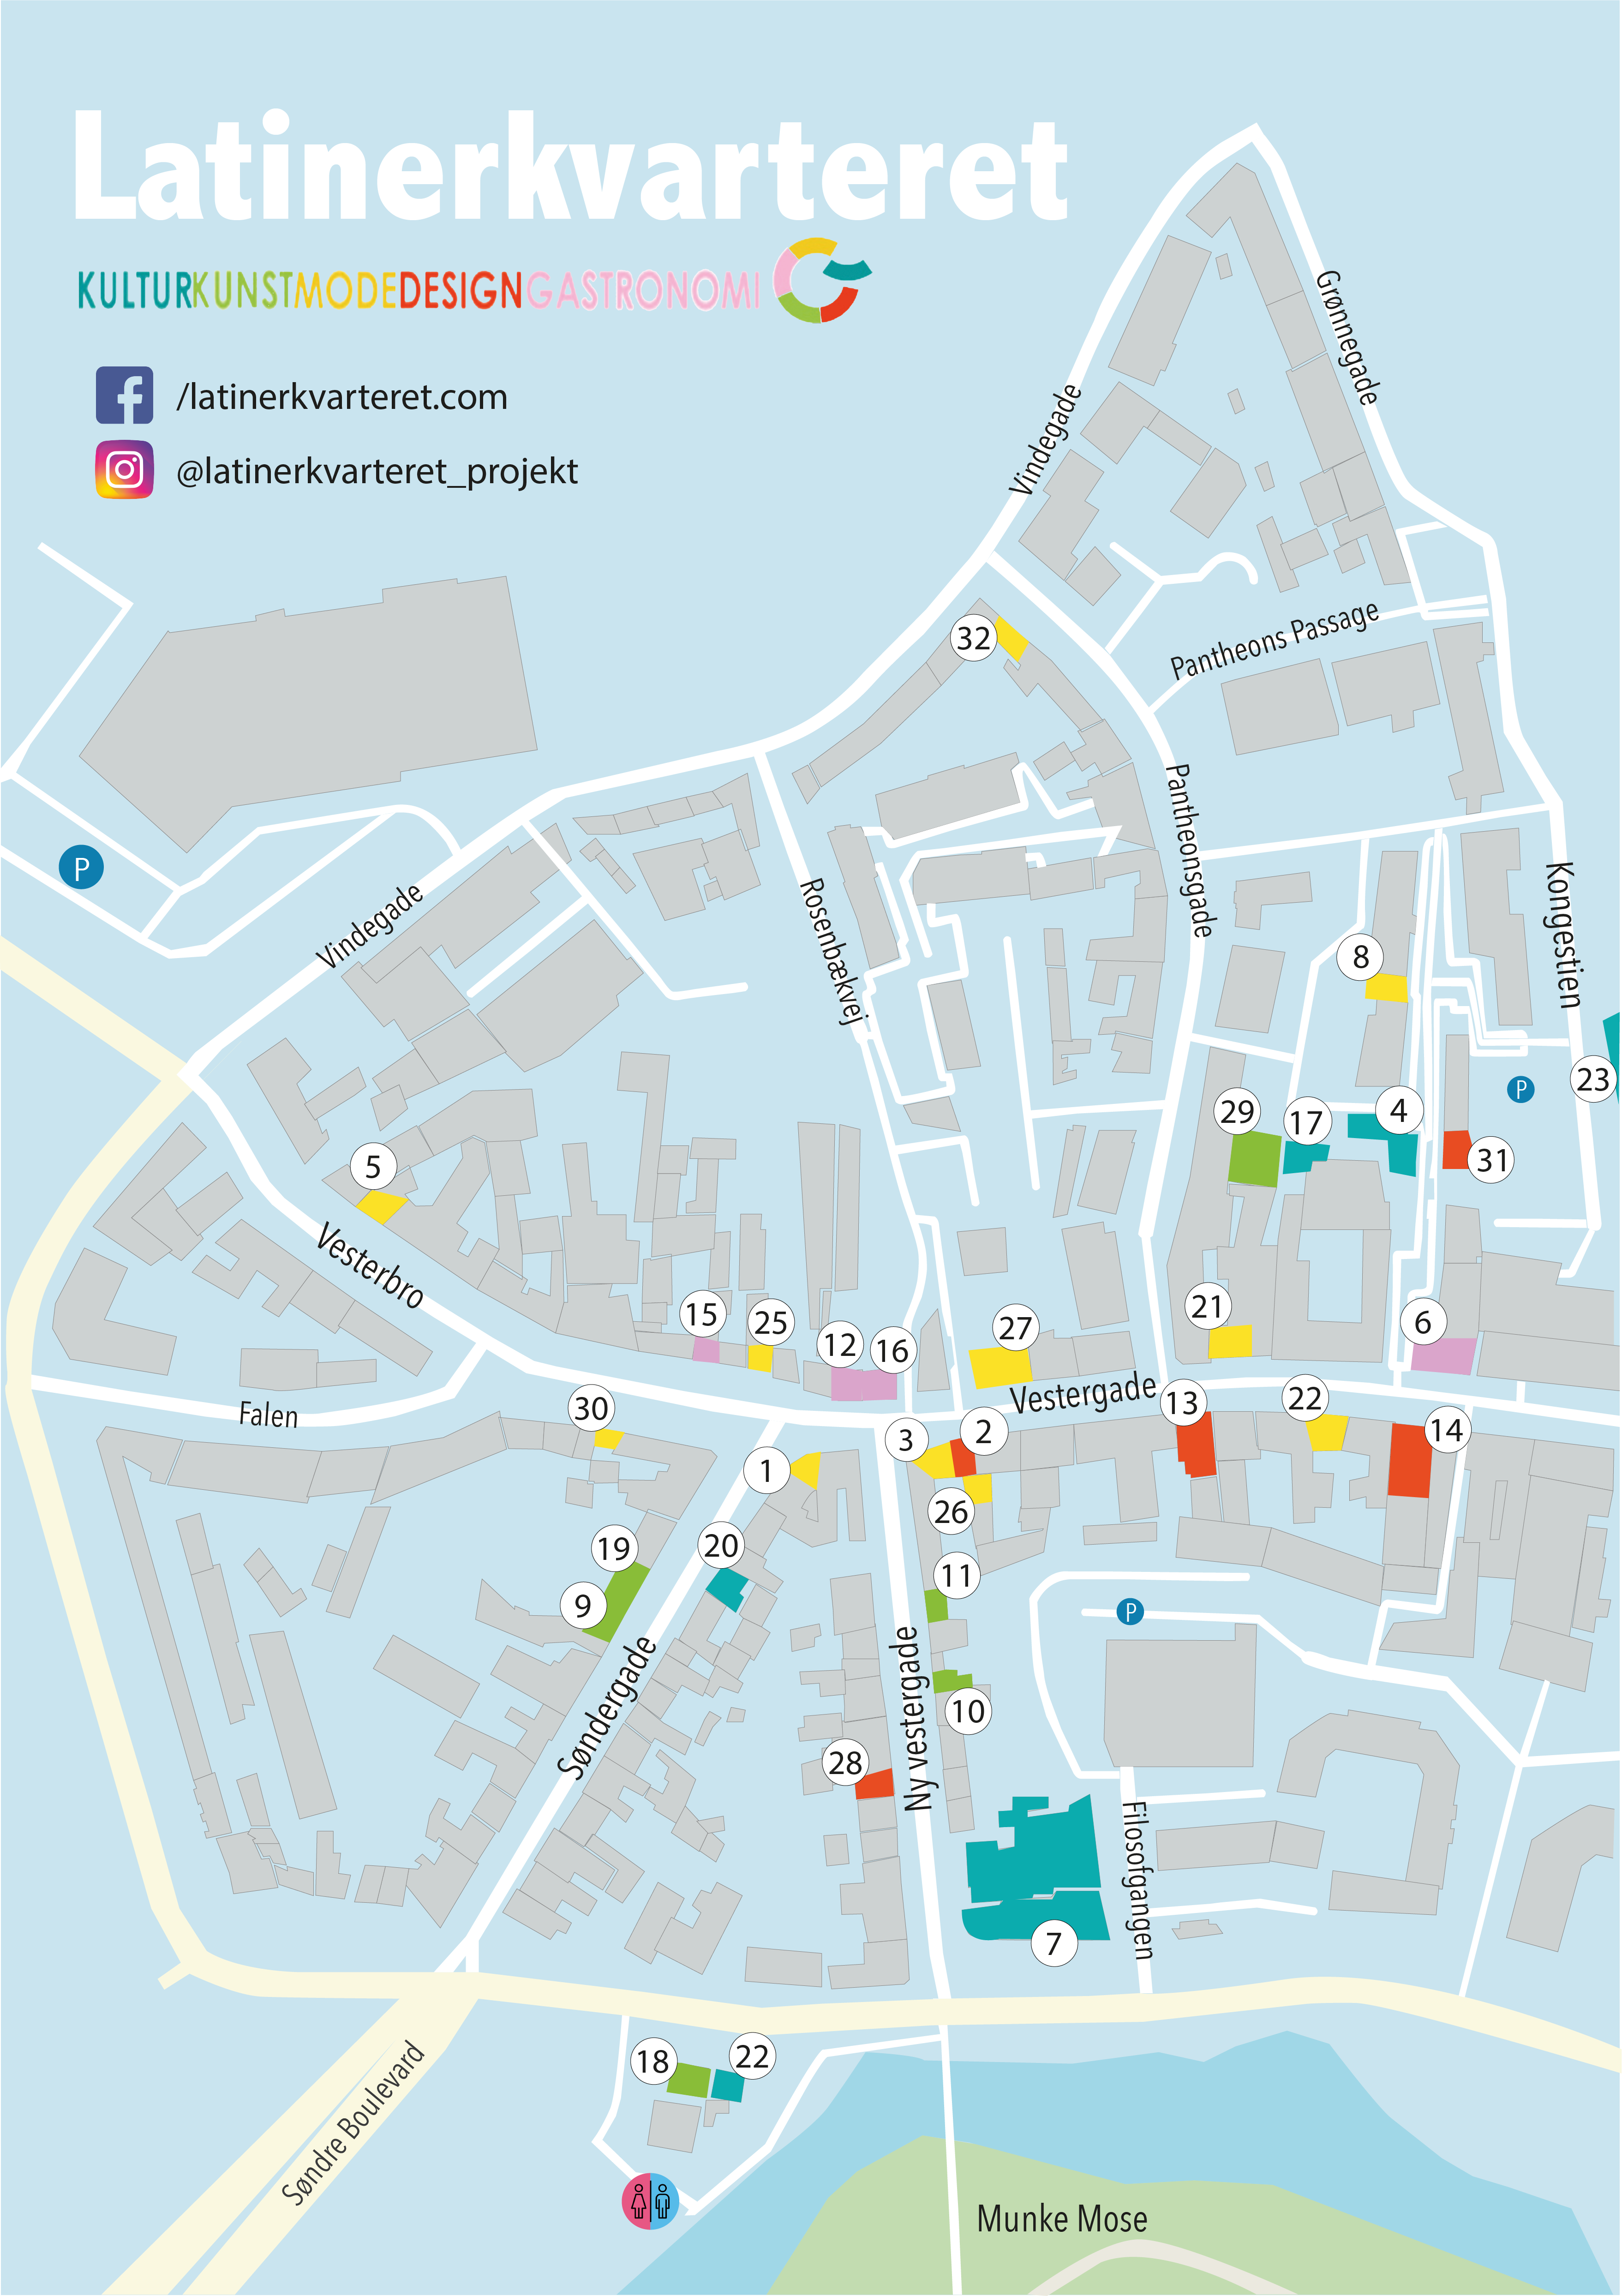 Latinerkvarteret
KULTURKUNSTMODEDESIGNGASTRONOMI
/latinerkvarteret.com
@latinerkvarteret_projekt
Grønnegade
Vindegade
32
Pantheons Passage
Pantheonsgade
P
Vindegade
Rosenbækvej
Kongestien
8
23
P
29
17
4
31
5
Vesterbro
15
25
12
16
27
21
6
Vestergade
Falen
30
3
2
13
22
14
1
26
19
20
11
9
P
Søndergade
Ny vestergade
10
28
Filosofgangen
7
18
22
Søndre Boulevard
Munke Mose